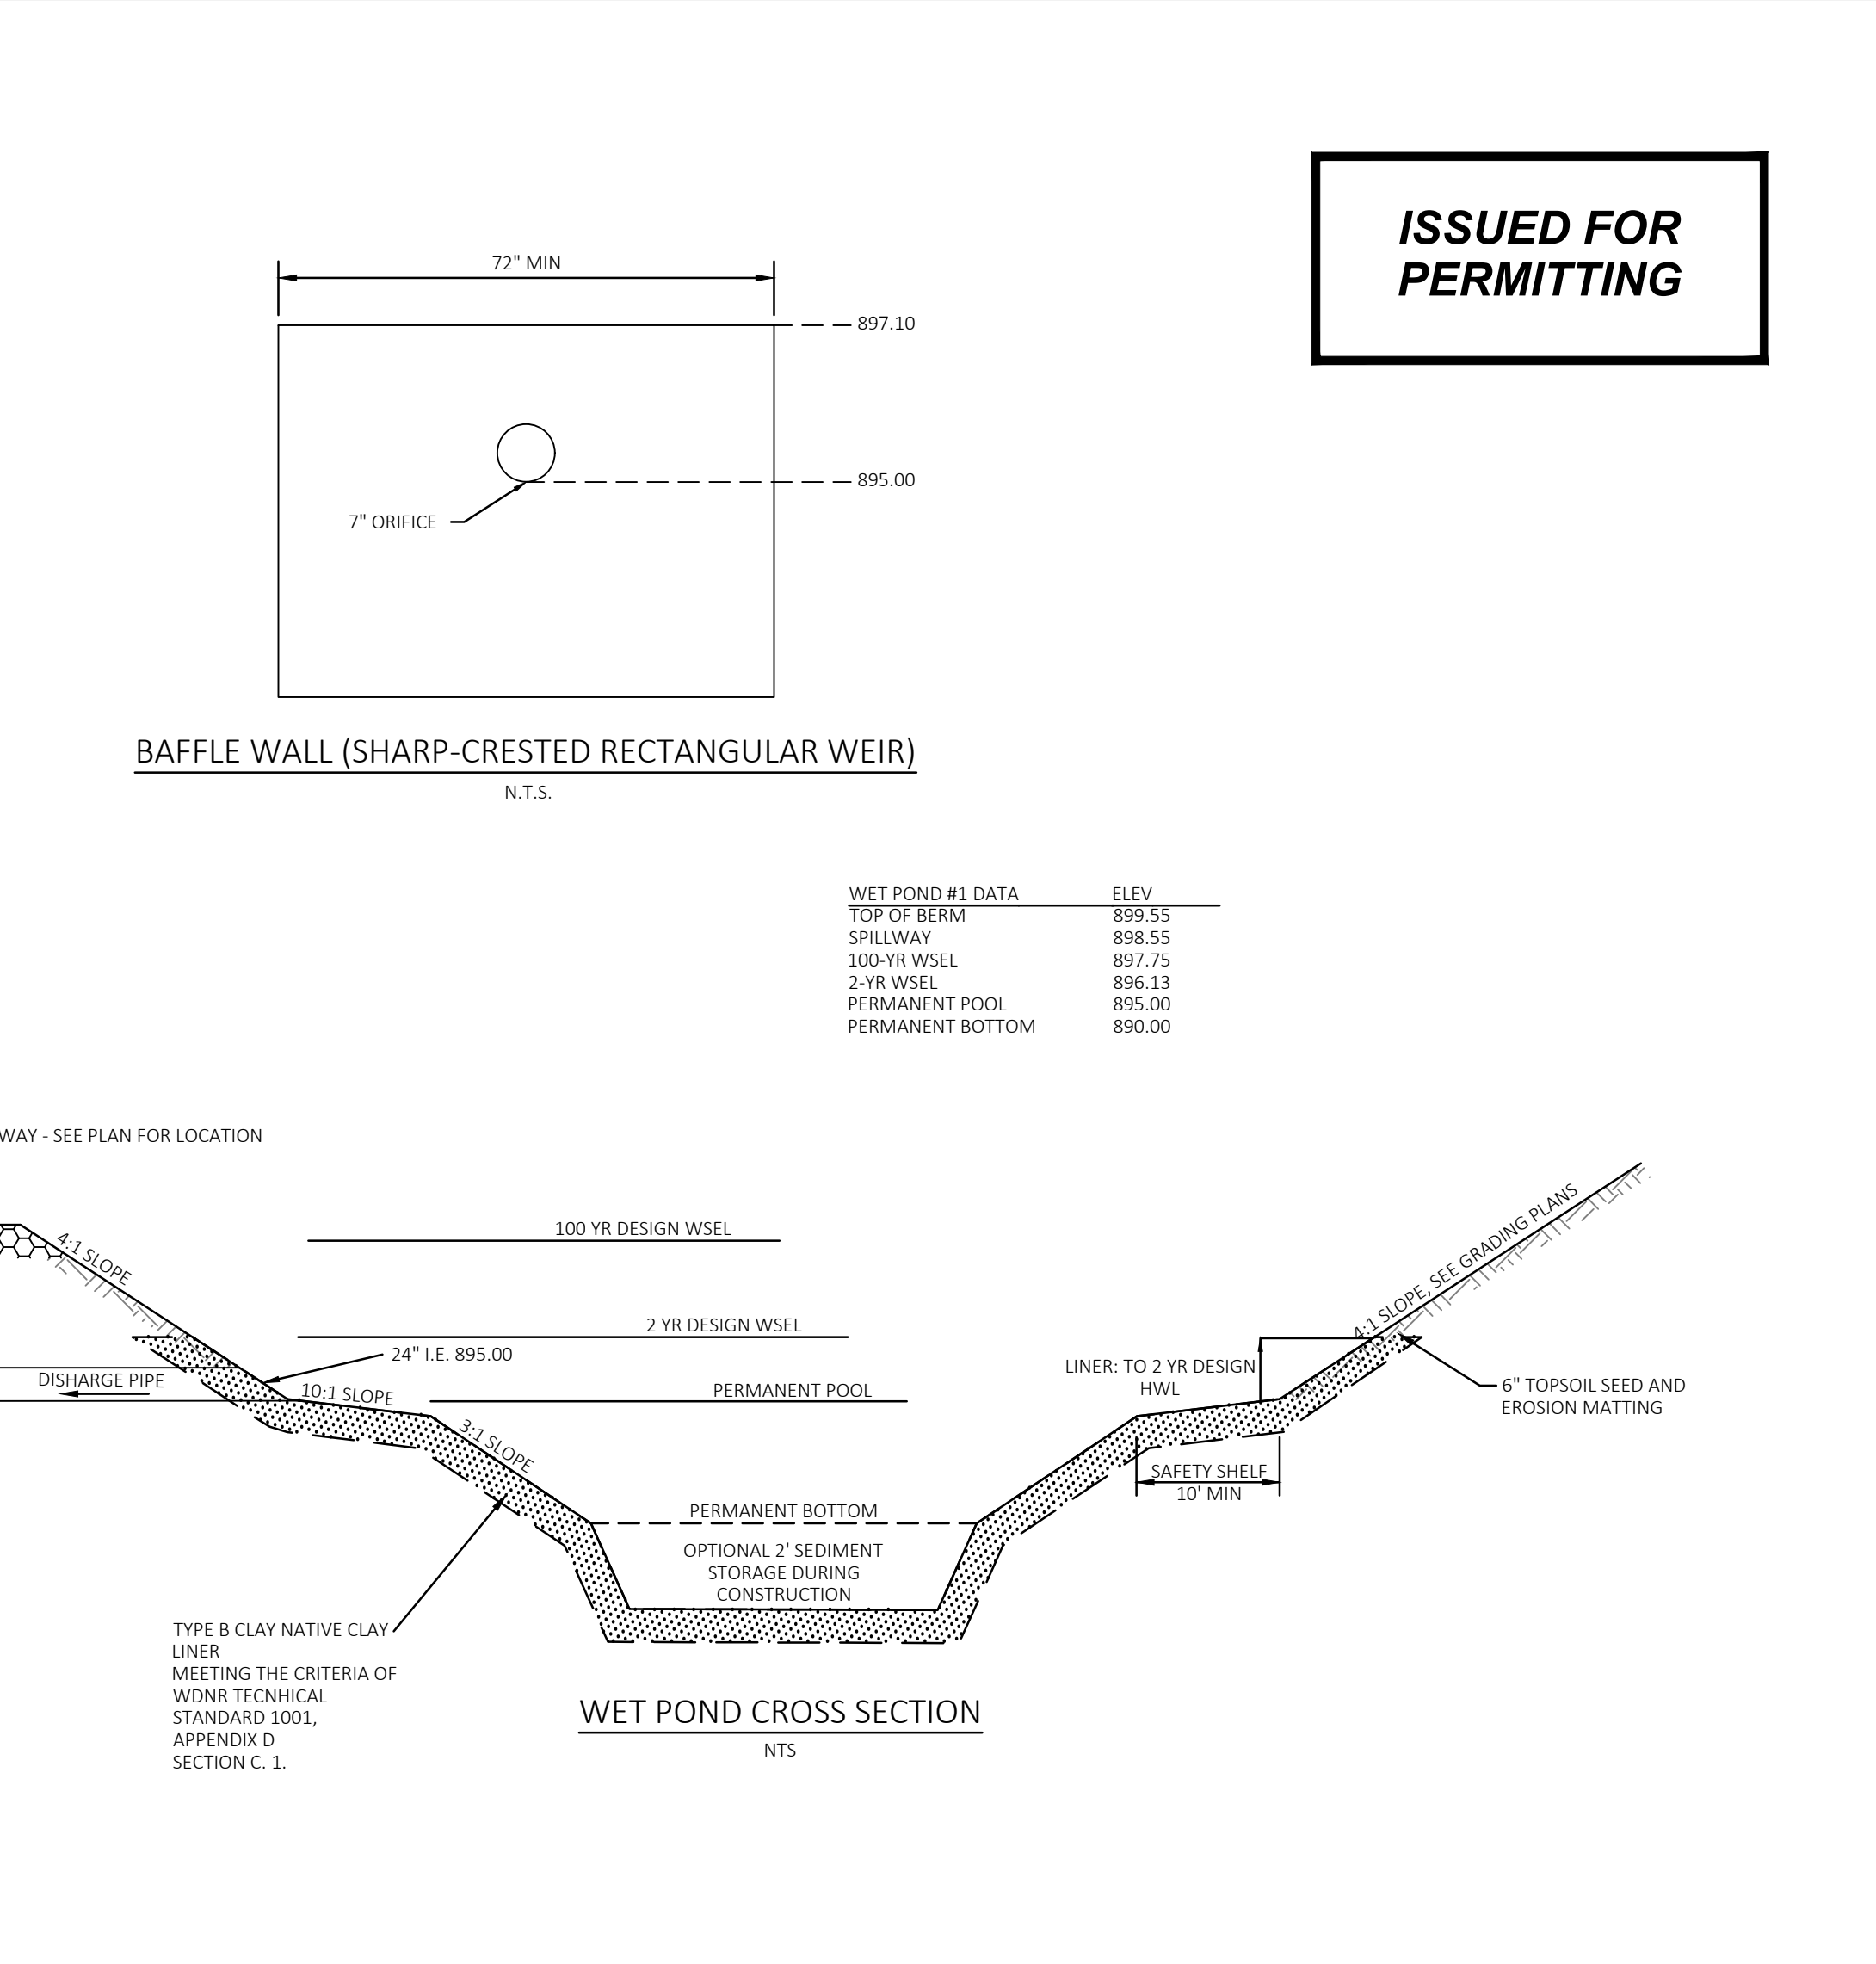 ISSUED FOR
PERMITTING
72" MIN
897.10
895.00
7" ORIFICE
BAFFLE WALL (SHARP-CRESTED RECTANGULAR WEIR)
N.T.S.
WET POND #1 DATA ELEV
TOP OF BERM 899.55
SPILLWAY 898.55
100-YR WSEL 897.75
2-YR WSEL 896.13
PERMANENT POOL 895.00
PERMANENT BOTTOM 890.00
WAY - SEE PLAN FOR LOCATION
4:1 SLOPE
100 YR DESIGN WSEL
4:1 SLOPE, SEE GRADING PLANS
2 YR DESIGN WSEL
24" I.E. 895.00
DISHARGE PIPE
10:1 SLOPE
PERMANENT POOL
LINER: TO 2 YR DESIGN
HWL
6" TOPSOIL SEED AND
EROSION MATTING
3:1 SLOPE
SAFETY SHELF
10' MIN
PERMANENT BOTTOM
OPTIONAL 2' SEDIMENT
STORAGE DURING
CONSTRUCTION
TYPE B CLAY NATIVE CLAY
LINER
MEETING THE CRITERIA OF
WDNR TECNHICAL
STANDARD 1001,
APPENDIX D
SECTION C. 1.
WET POND CROSS SECTION
NTS